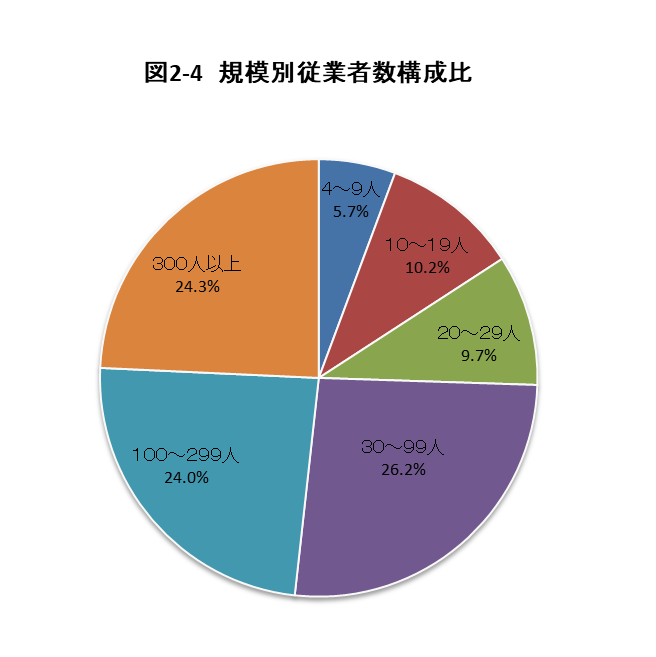 図2-4 規模別従業者数構成比
4～9人
5.7%
10～19人
10.2%
20～29人
9.7%
30～99人
26.2%
100～299人
24.0%
300人以上
24.3%